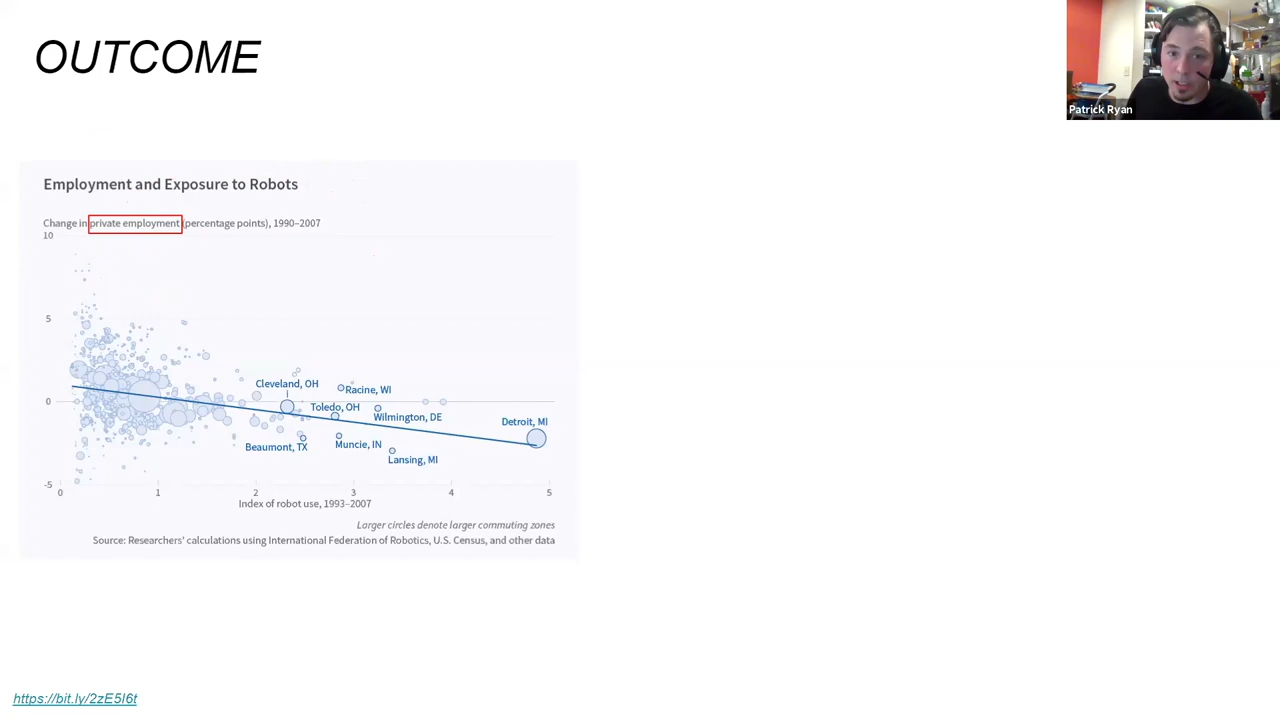 OUTCOME
Patrick Ryan
Employment and Exposure to Robots
Change in private employment (percentage points), 1990–2007
10
5
0
-5
Cleveland, OH
Racine, WI
Toledo, OH
Wilmington, DE
Detroit, MI
Beaumont, TX
Muncie, IN
Lansing, MI
0 1 2 3 4 5
Index of robot use, 1993–2007
Larger circles denote larger commuting zones
Source: Researchers' calculations using International Federation of Robotics, U.S. Census, and other data
https://bit.ly/2zE5I6t